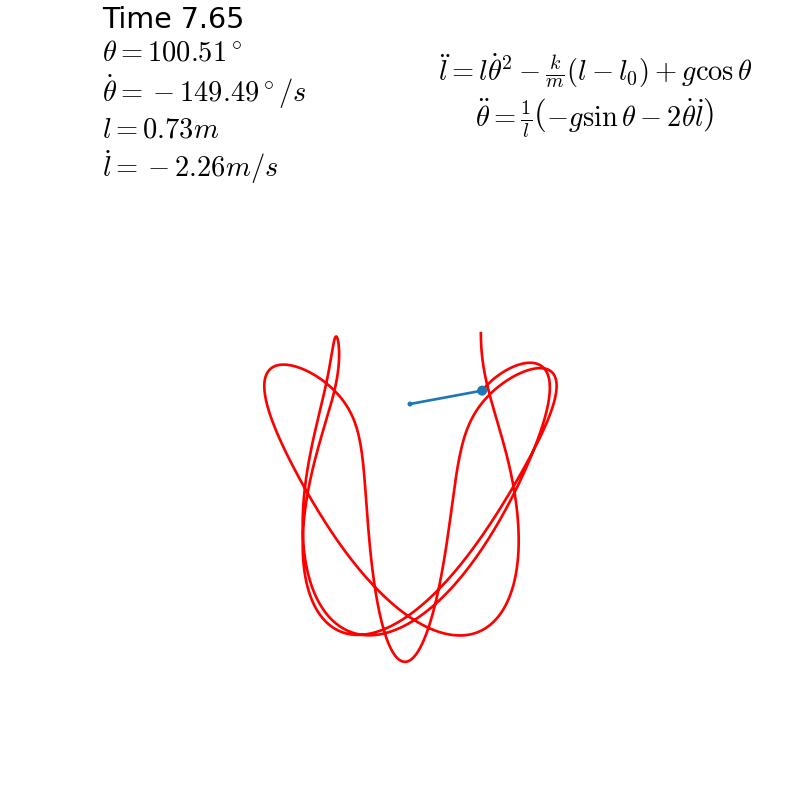 Time 7.65
θ = 100.51°
θ̇ = −149.49°/s
l = 0.73m
l̇ = −2.26m/s
l̈ = lθ̇² − k/m(l − l₀) + g cos θ
θ̈ = 1/l(−g sin θ − 2θ̇l̇)